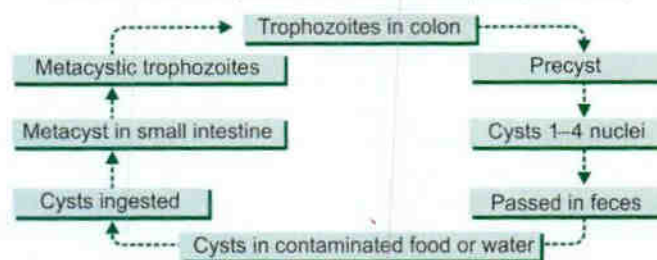 Trophozoites in colon
Metacystic trophozoites
Precyst
Metacyst in small intestine
Cysts 1–4 nuclei
Cysts ingested
Passed in feces
Cysts in contaminated food or water